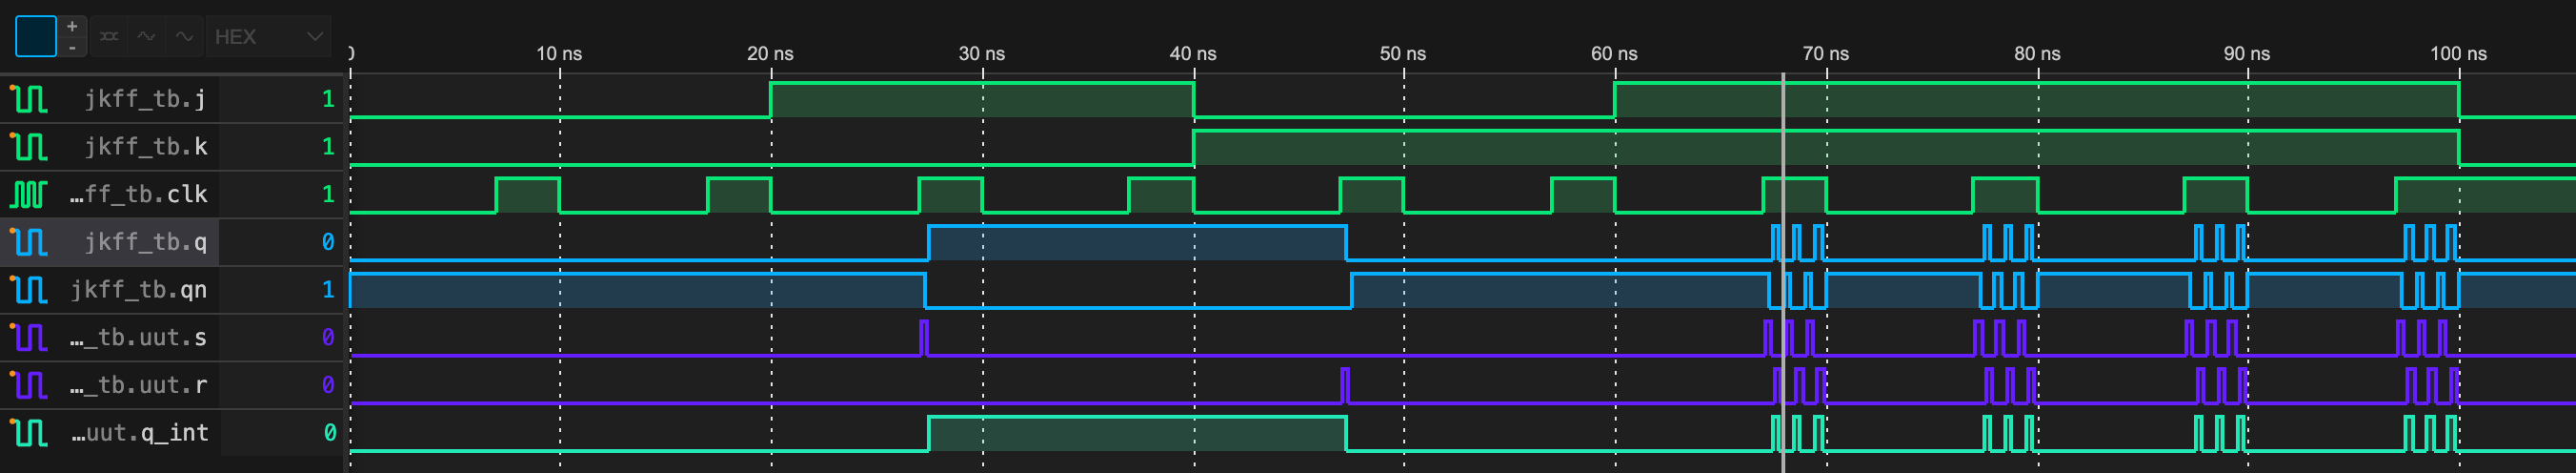 +
-
HEX
0 10 ns 20 ns 30 ns 40 ns 50 ns 60 ns 70 ns 80 ns 90 ns 100 ns
jkff_tb.j 1
jkff_tb.k 1
…ff_tb.clk 1
jkff_tb.q 0
jkff_tb.qn 1
…_tb.uut.s 0
…_tb.uut.r 0
…uut.q_int 0